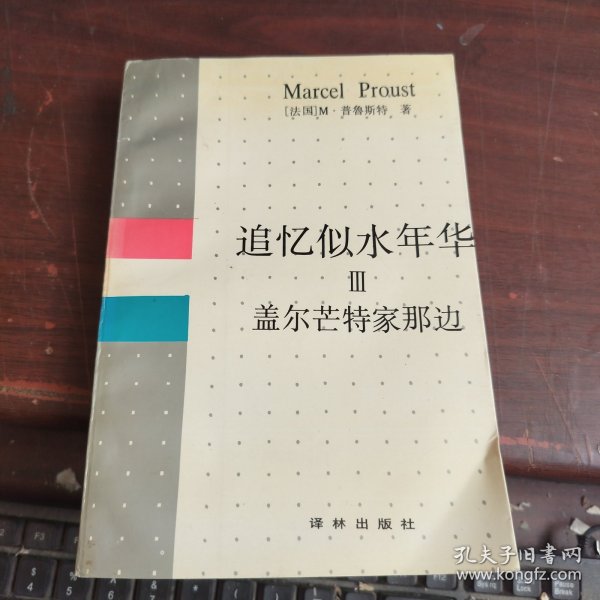 Marcel Proust
[法国]M·普鲁斯特 著
追忆似水年华
III
盖尔芒特家那边
译林出版社
孔夫子旧书网
www.kongfz.com